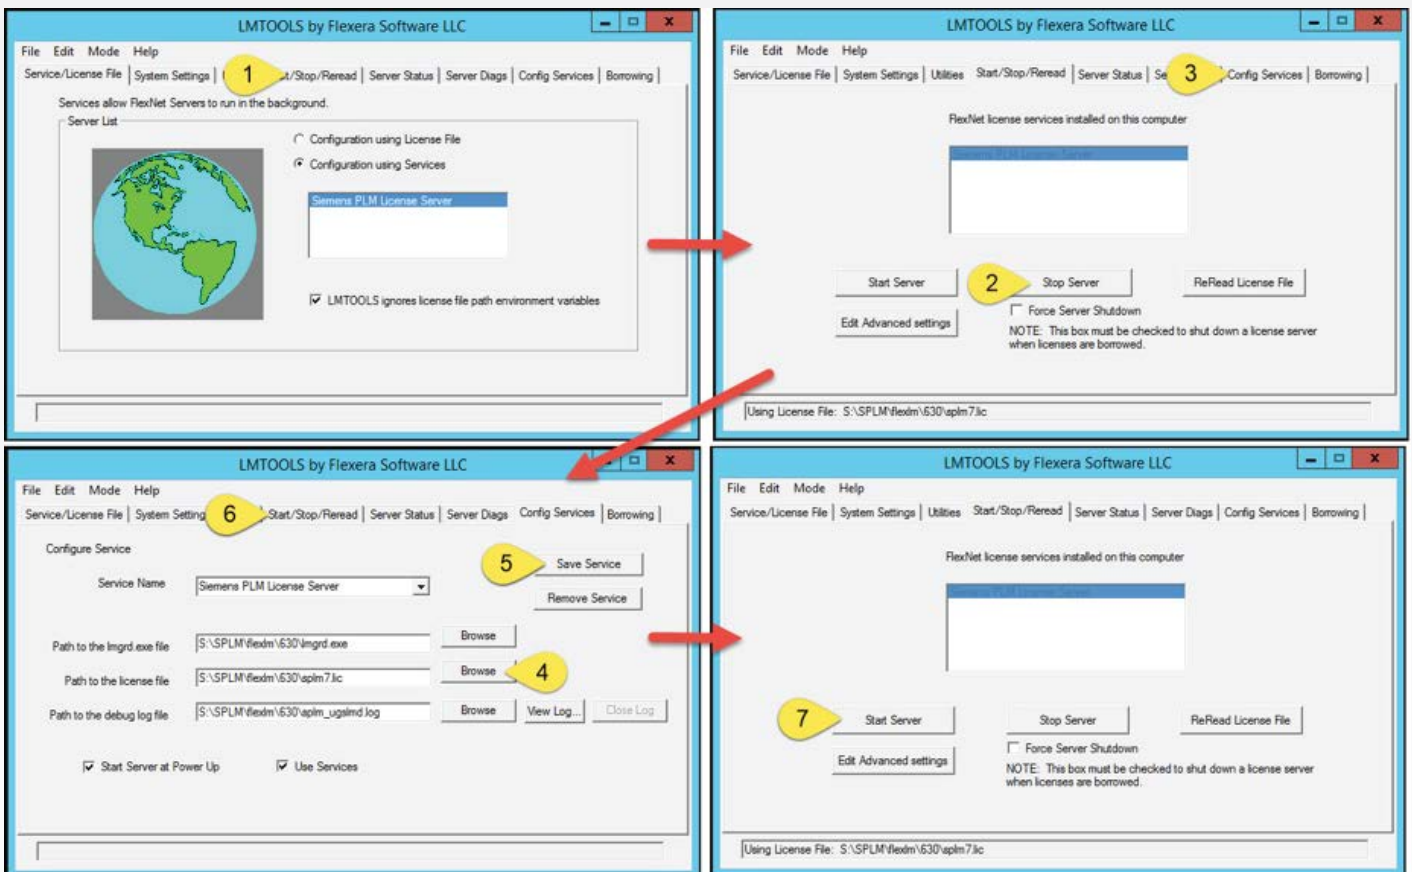 LMTOOLS by Flexera Software LLC
File Edit Mode Help
Service/License File System Settings 1 t/Stop/Reread Server Status Server Diags Config Services Borrowing
Services allow FlexNet Servers to run in the background.
Server List
Configuration using License File
Configuration using Services
Siemens PLM License Server
LMTOOLS ignores license file path environment variables
LMTOOLS by Flexera Software LLC
File Edit Mode Help
Service/License File System Settings Utilities Start/Stop/Reread Server Status Se 3 Config Services Borrowing
FlexNet license services installed on this computer
Siemens PLM License Server
Start Server 2 Stop Server ReRead License File
Force Server Shutdown
Edit Advanced settings
NOTE: This box must be checked to shut down a license server
when licenses are borrowed.
Using License File: S:\SPLM\flexlm\630\splm7.lic
LMTOOLS by Flexera Software LLC
File Edit Mode Help
Service/License File System Setting 6 Start/Stop/Reread Server Status Server Diags Config Services Borrowing
Configure Service
5 Save Service
Service Name Siemens PLM License Server
Remove Service
Path to the lmgrd.exe file S:\SPLM\flexlm\630\lmgrd.exe Browse
Path to the license file S:\SPLM\flexlm\630\splm7.lic Browse 4
Path to the debug log file S:\SPLM\flexlm\630\splm_ugslmd.log Browse View Log... Close Log
Start Server at Power Up Use Services
LMTOOLS by Flexera Software LLC
File Edit Mode Help
Service/License File System Settings Utilities Start/Stop/Reread Server Status Server Diags Config Services Borrowing
FlexNet license services installed on this computer
Siemens PLM License Server
7 Start Server Stop Server ReRead License File
Force Server Shutdown
Edit Advanced settings
NOTE: This box must be checked to shut down a license server
when licenses are borrowed.
Using License File: S:\SPLM\flexlm\630\splm7.lic